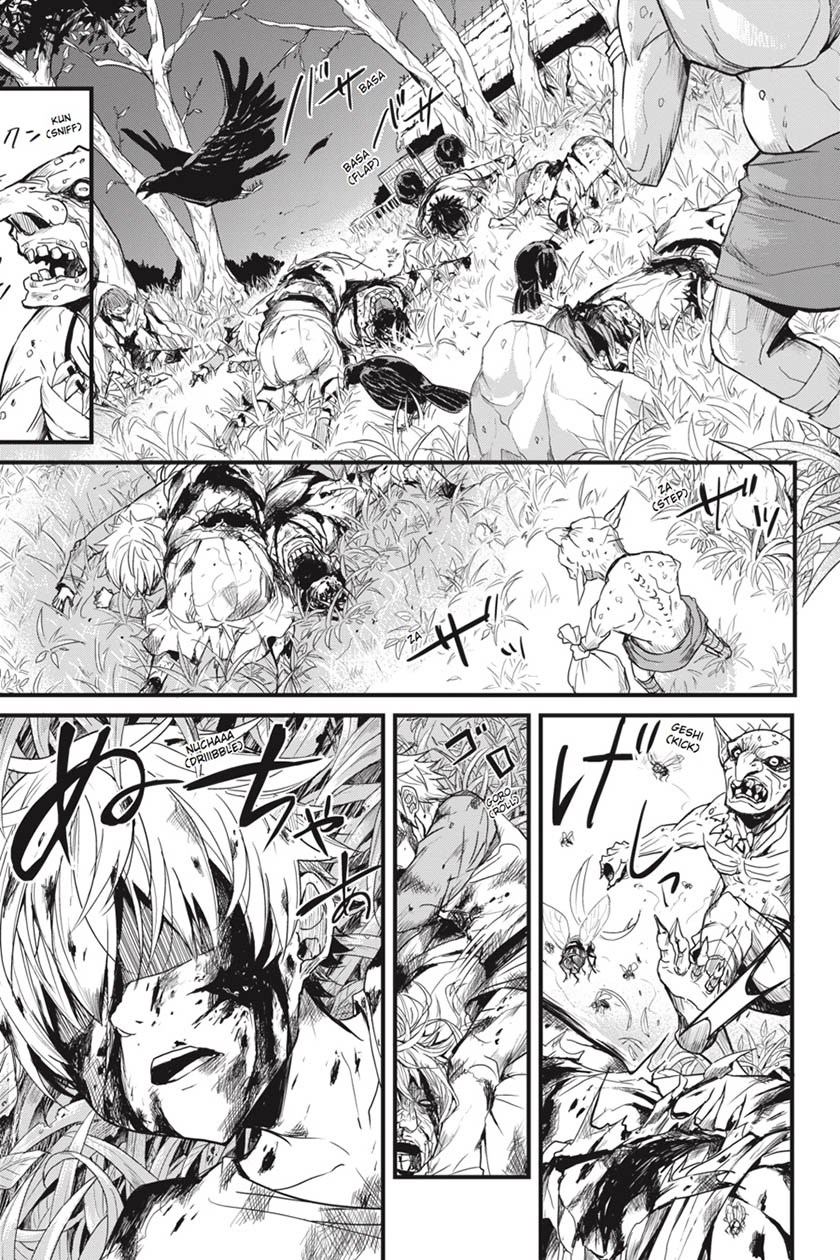 バサ
BASA
バサ
BASA
(FLAP)
クン
KUN
(SNIFF)
ザッ
ZA
(STEP)
ザッ
ZA
げしっ
GESHI
(KICK)
ゴロ
GORO
(ROLL)
ぬちゃあ
NUCHAAA
(DRIIIBBLE)